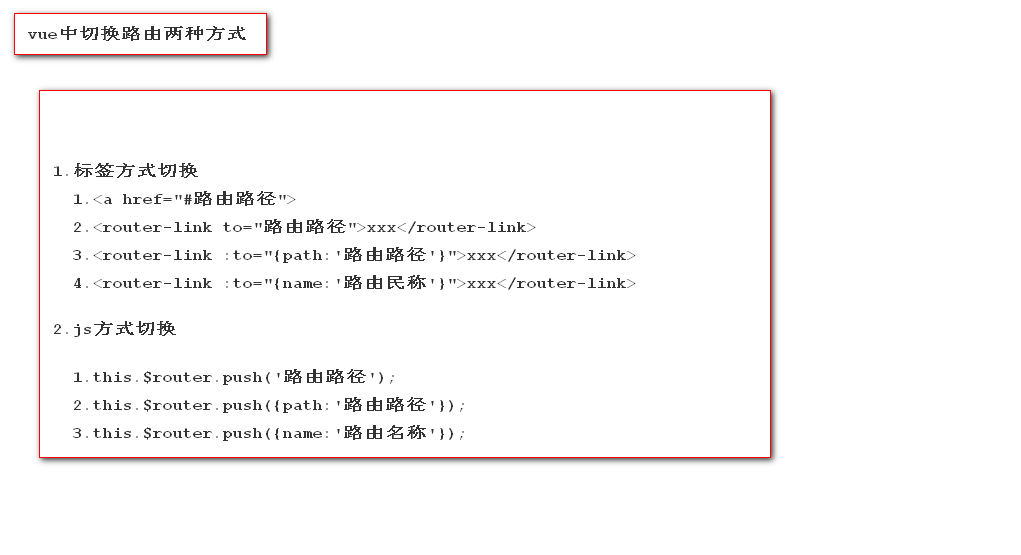 vue中切换路由两种方式
1.标签方式切换
1.<a href="#路由路径">
2.<router-link to="路由路径">xxx</router-link>
3.<router-link :to="{path:'路由路径'}">xxx</router-link>
4.<router-link :to="{name:'路由民称'}">xxx</router-link>
2.js方式切换
1.this.$router.push('路由路径');
2.this.$router.push({path:'路由路径'});
3.this.$router.push({name:'路由名称'});